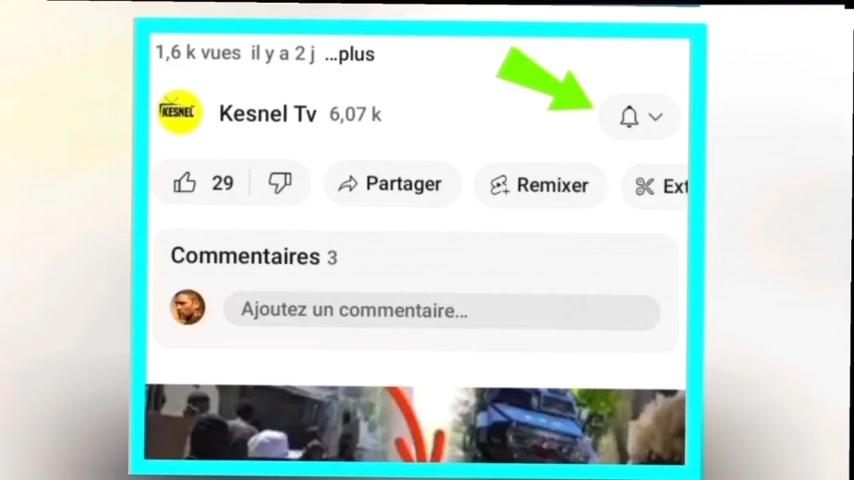 1,6 k vues il y a 2 j ...plus
KESNEL
Kesnel Tv 6,07 k
29 Partager Remixer Ext
Commentaires 3
Ajoutez un commentaire...